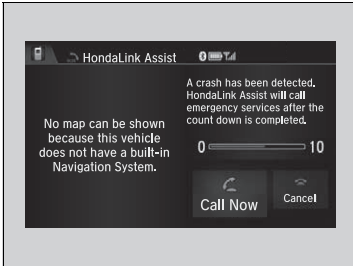 HondaLink Assist
A crash has been detected.
HondaLink Assist will call
emergency services after the
count down is completed.
No map can be shown
because this vehicle
does not have a built-in
Navigation System.
0 10
Call Now
Cancel